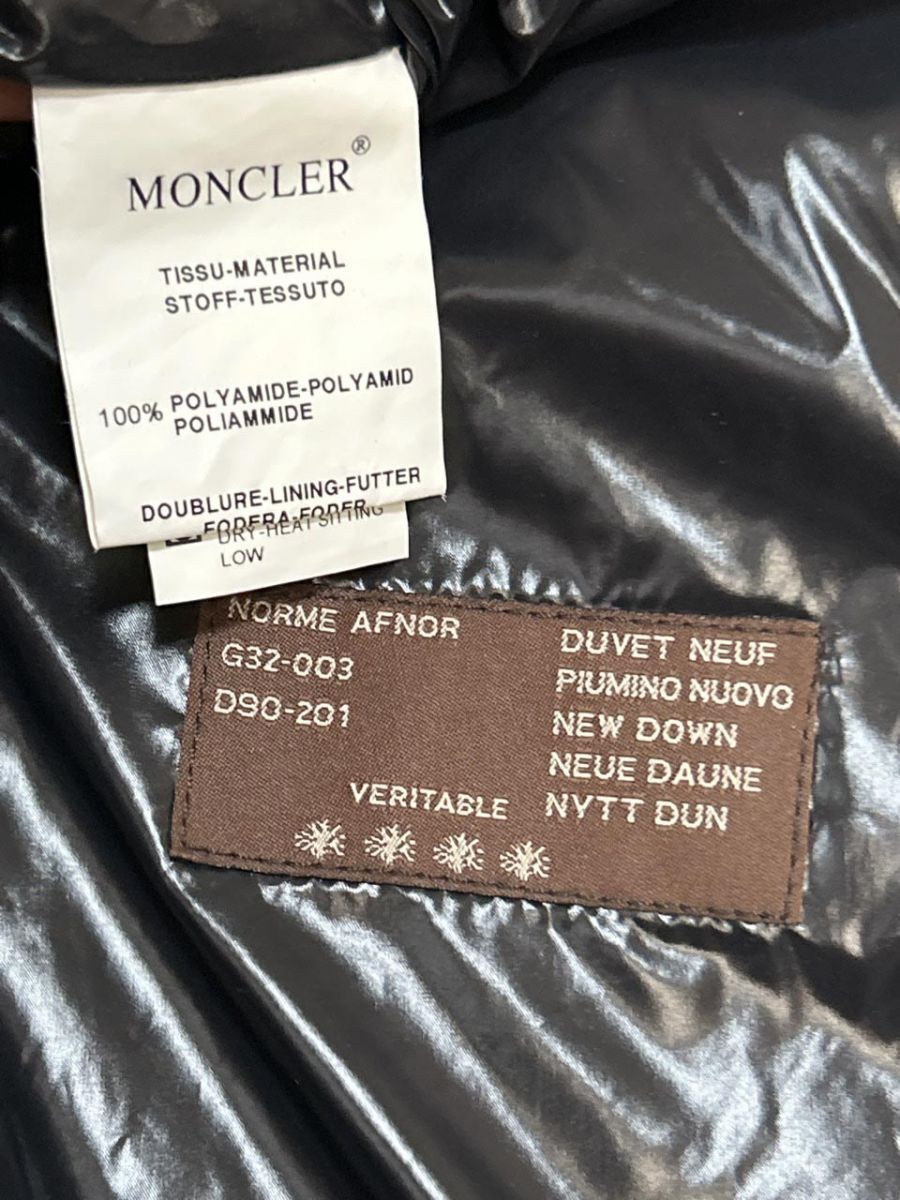 MONCLER®
TISSU-MATERIAL
STOFF-TESSUTO
100% POLYAMIDE-POLYAMID
POLIAMMIDE
DOUBLURE-LINING-FUTTER
FODERA-FODER
DRY-HEAT SITTING
LOW
NORME AFNOR
G32-003
D90-201
VERITABLE
DUVET NEUF
PIUMINO NUOVO
NEW DOWN
NEUE DAUNE
NYTT DUN